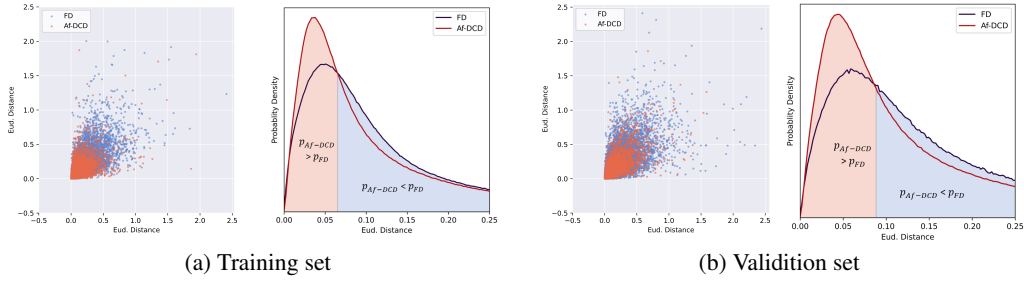 FD
Af-DCD
Eud. Distance
2.5
2.0
1.5
1.0
0.5
0.0
−0.5
−0.5 0.0 0.5 1.0 1.5 2.0 2.5
Eud. Distance
FD
Af-DCD
Probability Density
p_{Af−DCD}
> p_{FD}
p_{Af−DCD} < p_{FD}
0.00 0.05 0.10 0.15 0.20 0.25
Eud. Distance
(a) Training set
FD
Af-DCD
Eud. Distance
2.5
2.0
1.5
1.0
0.5
0.0
−0.5
−0.5 0.0 0.5 1.0 1.5 2.0 2.5
Eud. Distance
FD
Af-DCD
Probability Density
p_{Af−DCD}
> p_{FD}
p_{Af−DCD} < p_{FD}
0.00 0.05 0.10 0.15 0.20 0.25
Eud. Distance
(b) Validition set